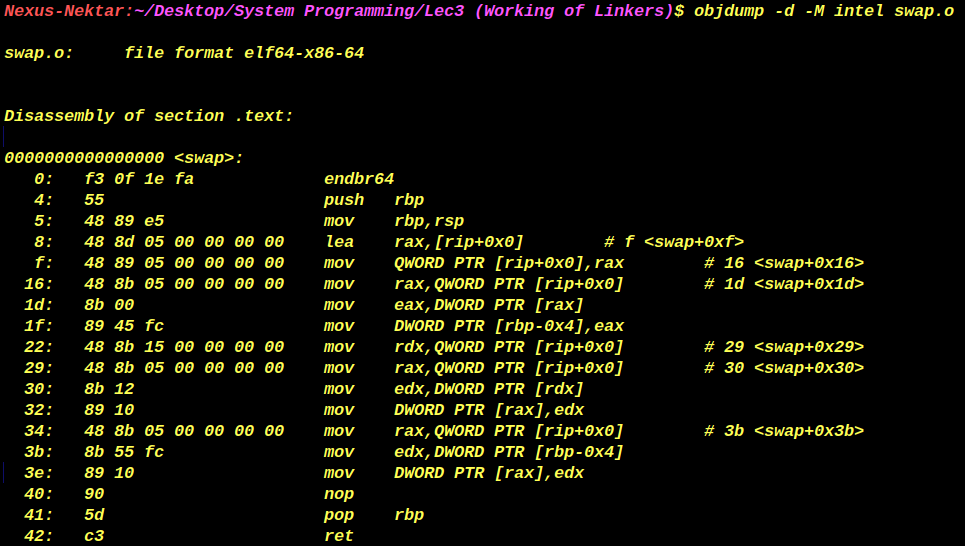 Nexus-Nektar:~/Desktop/System Programming/Lec3 (Working of Linkers)$ objdump -d -M intel swap.o
swap.o:     file format elf64-x86-64
Disassembly of section .text:
0000000000000000 <swap>:
   0:   f3 0f 1e fa             endbr64
   4:   55                      push   rbp
   5:   48 89 e5                mov    rbp,rsp
   8:   48 8d 05 00 00 00 00    lea    rax,[rip+0x0]        # f <swap+0xf>
   f:   48 89 05 00 00 00 00    mov    QWORD PTR [rip+0x0],rax        # 16 <swap+0x16>
  16:   48 8b 05 00 00 00 00    mov    rax,QWORD PTR [rip+0x0]        # 1d <swap+0x1d>
  1d:   8b 00                   mov    eax,DWORD PTR [rax]
  1f:   89 45 fc                mov    DWORD PTR [rbp-0x4],eax
  22:   48 8b 15 00 00 00 00    mov    rdx,QWORD PTR [rip+0x0]        # 29 <swap+0x29>
  29:   48 8b 05 00 00 00 00    mov    rax,QWORD PTR [rip+0x0]        # 30 <swap+0x30>
  30:   8b 12                   mov    edx,DWORD PTR [rdx]
  32:   89 10                   mov    DWORD PTR [rax],edx
  34:   48 8b 05 00 00 00 00    mov    rax,QWORD PTR [rip+0x0]        # 3b <swap+0x3b>
  3b:   8b 55 fc                mov    edx,DWORD PTR [rbp-0x4]
  3e:   89 10                   mov    DWORD PTR [rax],edx
  40:   90                      nop
  41:   5d                      pop    rbp
  42:   c3                      ret